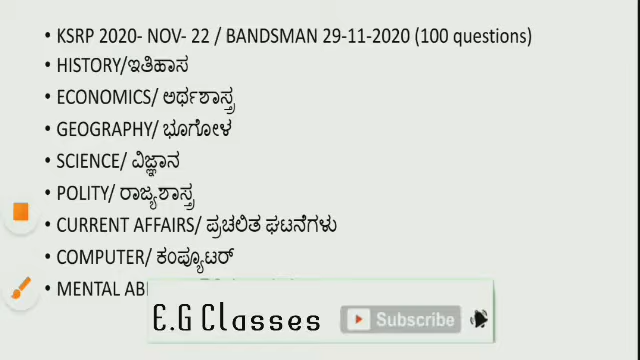 • KSRP 2020- NOV- 22 / BANDSMAN 29-11-2020 (100 questions)
• HISTORY/ಇತಿಹಾಸ
• ECONOMICS/ ಅರ್ಥಶಾಸ್ತ್ರ
• GEOGRAPHY/ ಭೂಗೋಳ
• SCIENCE/ ವಿಜ್ಞಾನ
• POLITY/ ರಾಜ್ಯಶಾಸ್ತ್ರ
• CURRENT AFFAIRS/ ಪ್ರಚಲಿತ ಘಟನೆಗಳು
• COMPUTER/ ಕಂಪ್ಯೂಟರ್
• MENTAL
E.G Classes Subscribe